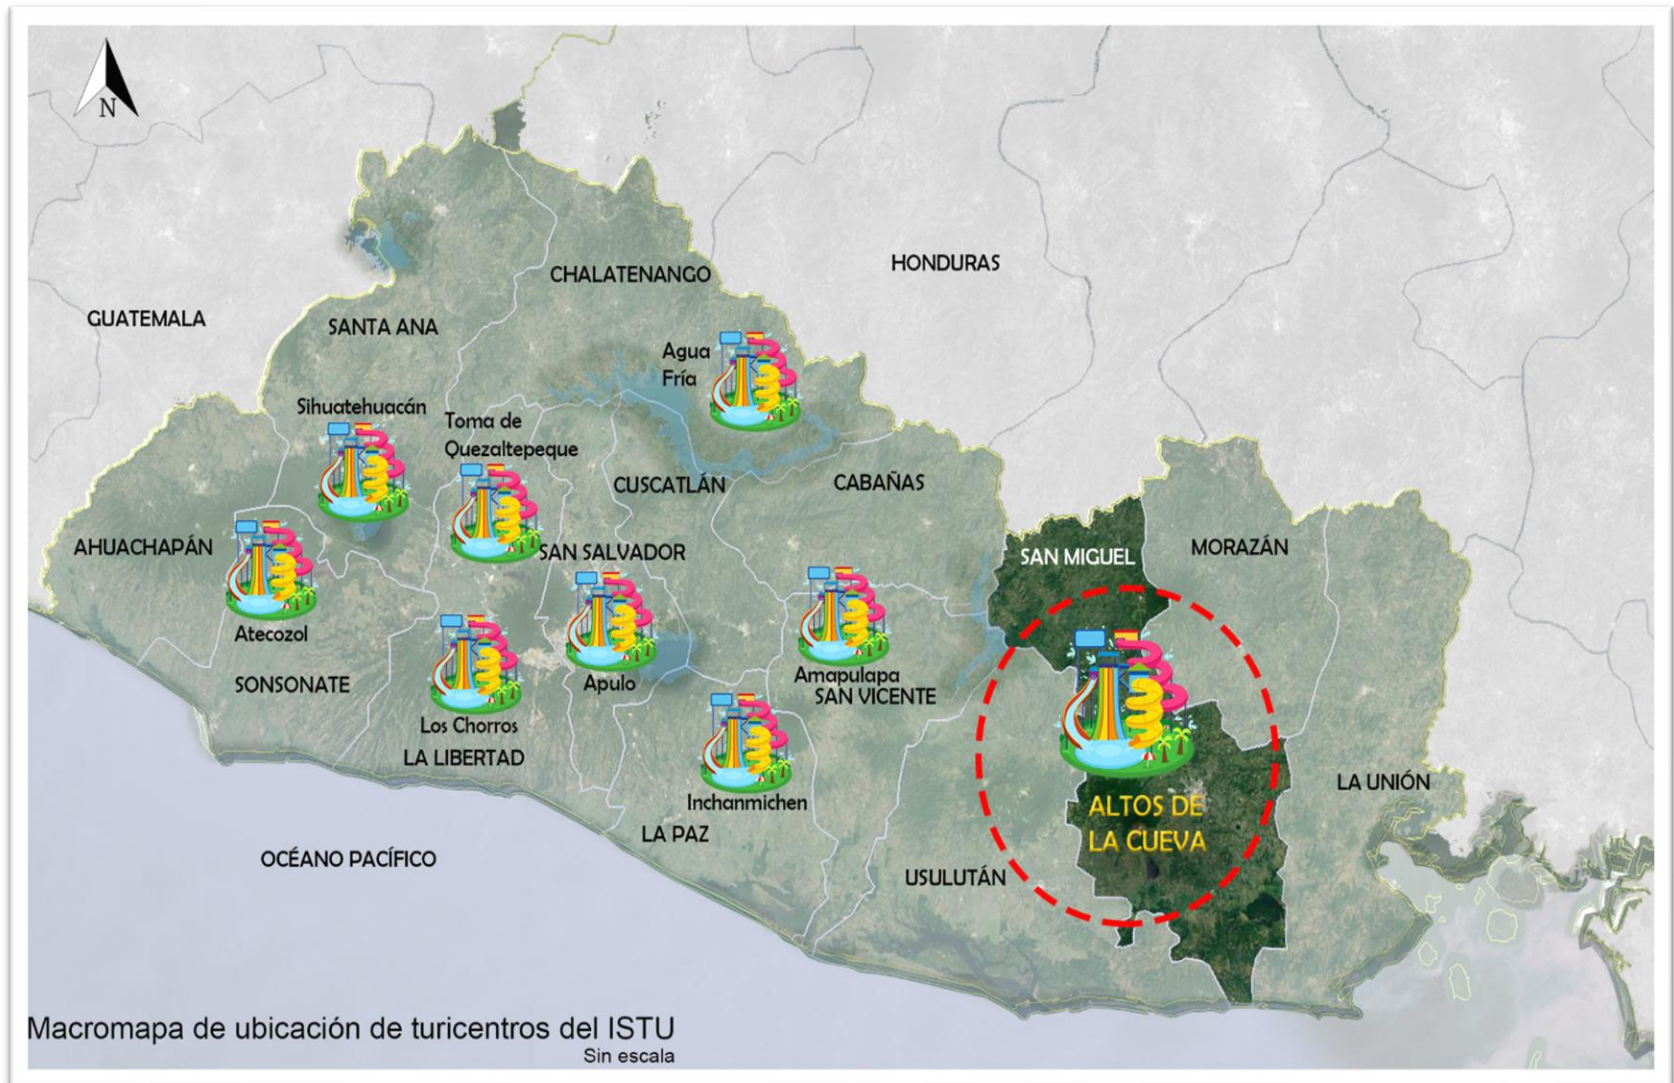 N
HONDURAS
CHALATENANGO
GUATEMALA
SANTA ANA
Agua
Fría
Sihuatehuacán
Toma de
Quezaltepeque
CUSCATLÁN
CABAÑAS
AHUACHAPÁN
SAN SALVADOR
SAN MIGUEL
MORAZÁN
Atecozol
SONSONATE
Apulo
Amapulapa
SAN VICENTE
Los Chorros
LA LIBERTAD
Inchanmichen
LA PAZ
LA UNIÓN
ALTOS DE
LA CUEVA
OCÉANO PACÍFICO
USULUTÁN
Macromapa de ubicación de turicentros del ISTU
Sin escala